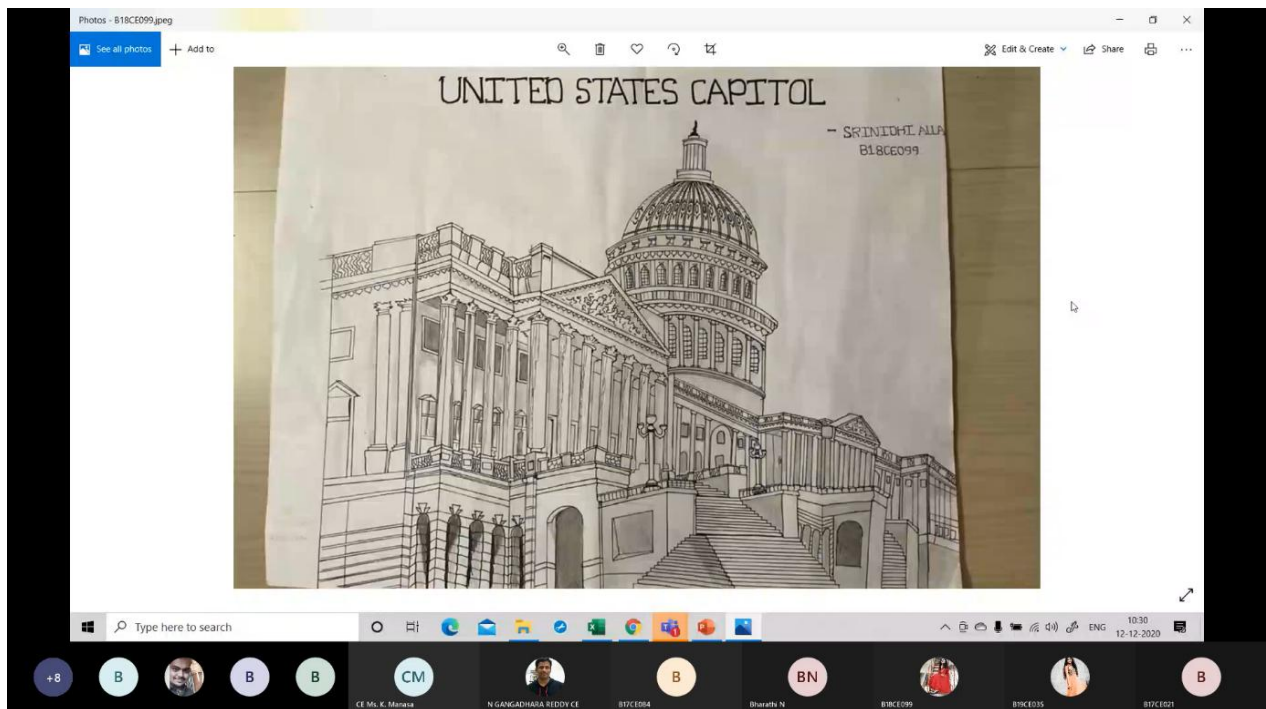 Photos - B18CE099.jpeg
See all photos
Add to
Edit & Create
Share
UNITED STATES CAPITOL
- SRINIDHI ALLA
B18CE099
Type here to search
ENG
10:30
12-12-2020
+8
B
B
B
CM
B
BN
B
CE Ms. K. Manasa
N GANGADHARA REDDY CE
B17CE084
Bharathi N
B18CE099
B19CE035
B17CE021